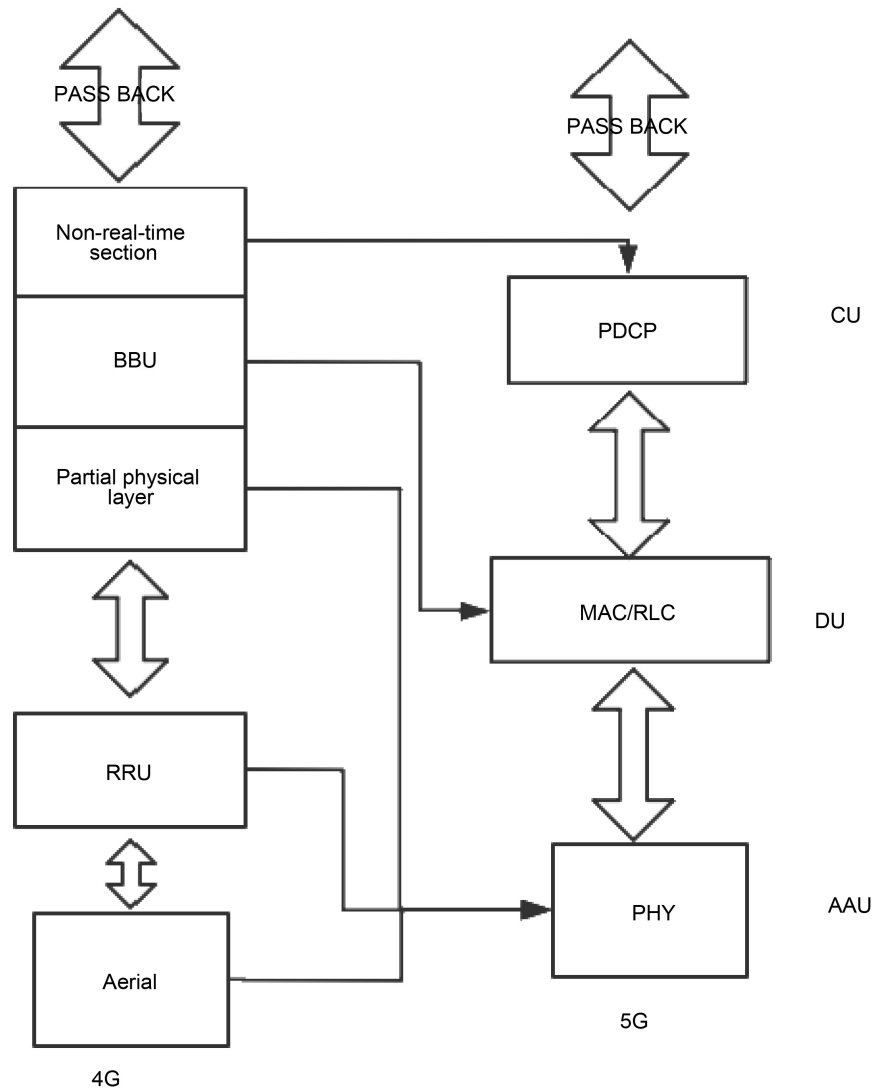 PASS BACK
PASS BACK
Non-real-time
section
PDCP
CU
BBU
Partial physical
layer
MAC/RLC
DU
RRU
PHY
AAU
Aerial
5G
4G